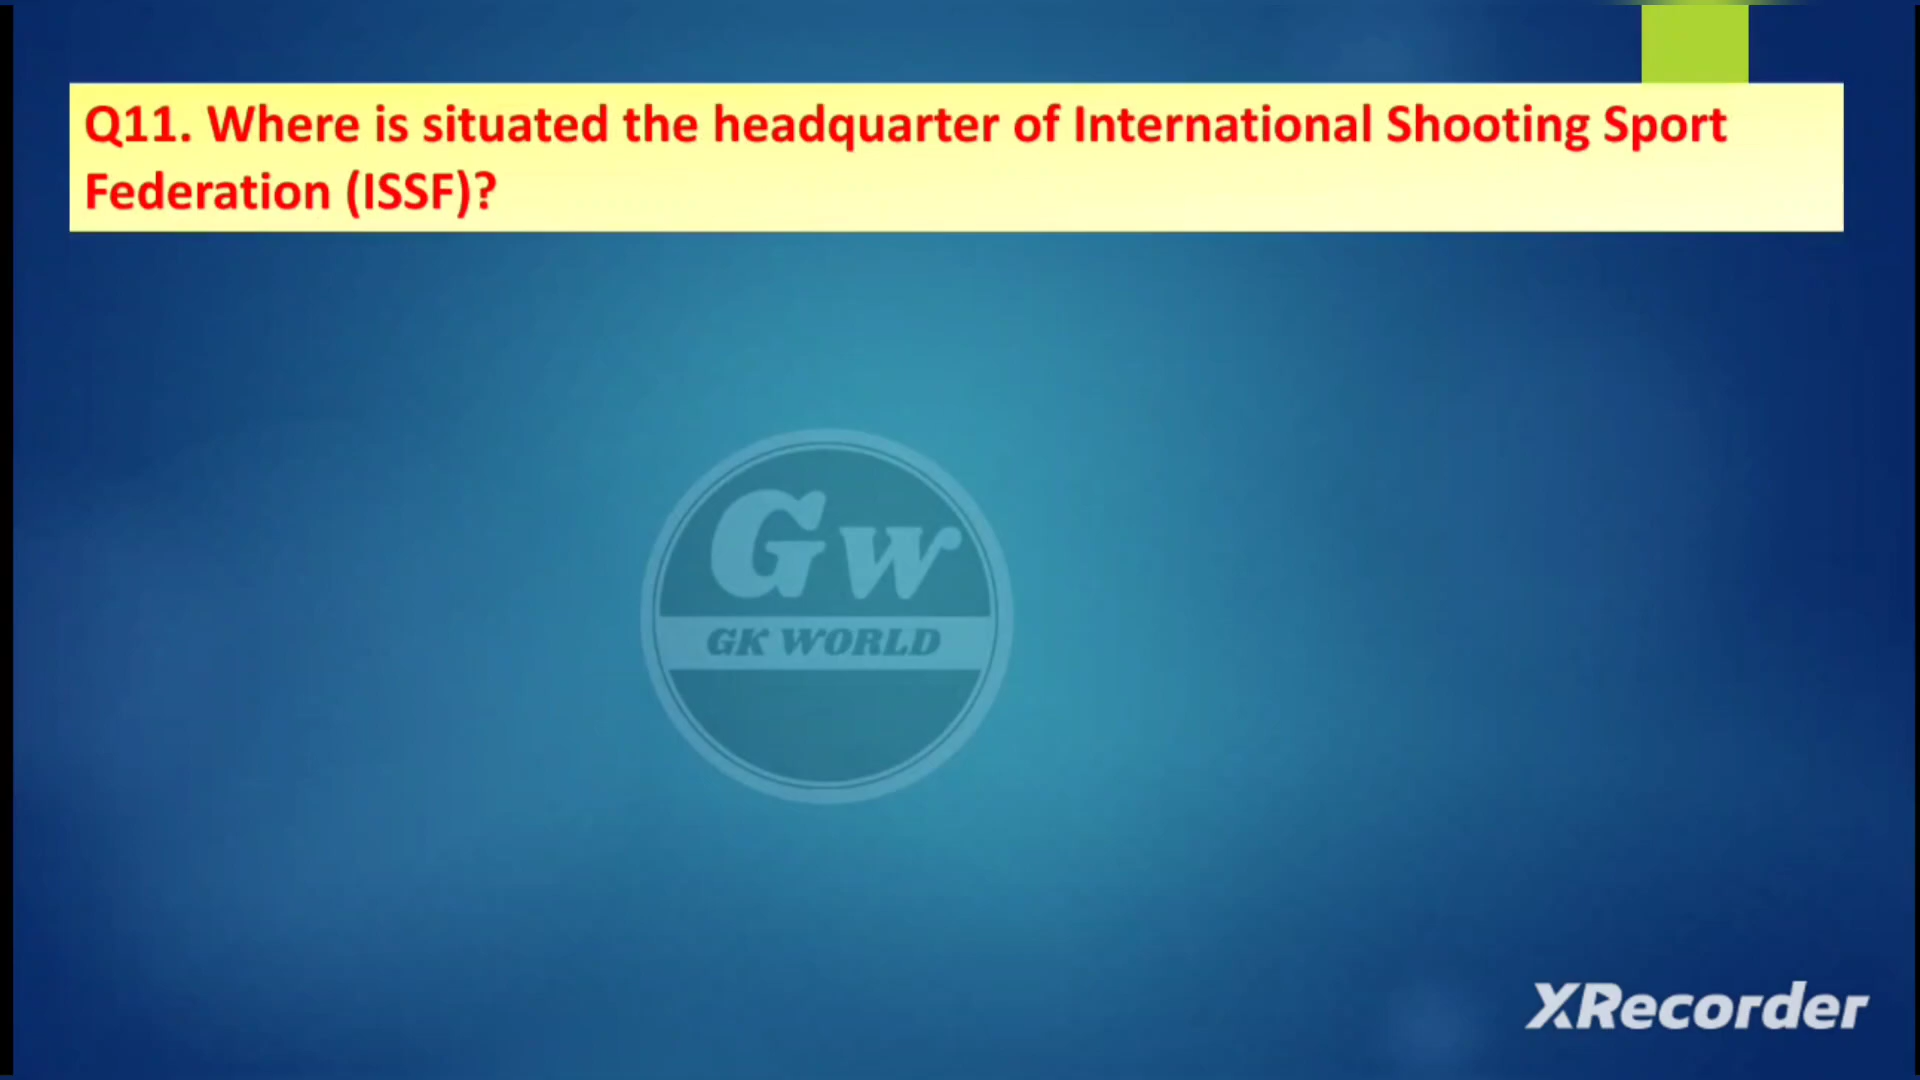 Q11. Where is situated the headquarter of International Shooting Sport
Federation (ISSF)?
Gw
GK WORLD
XRecorder